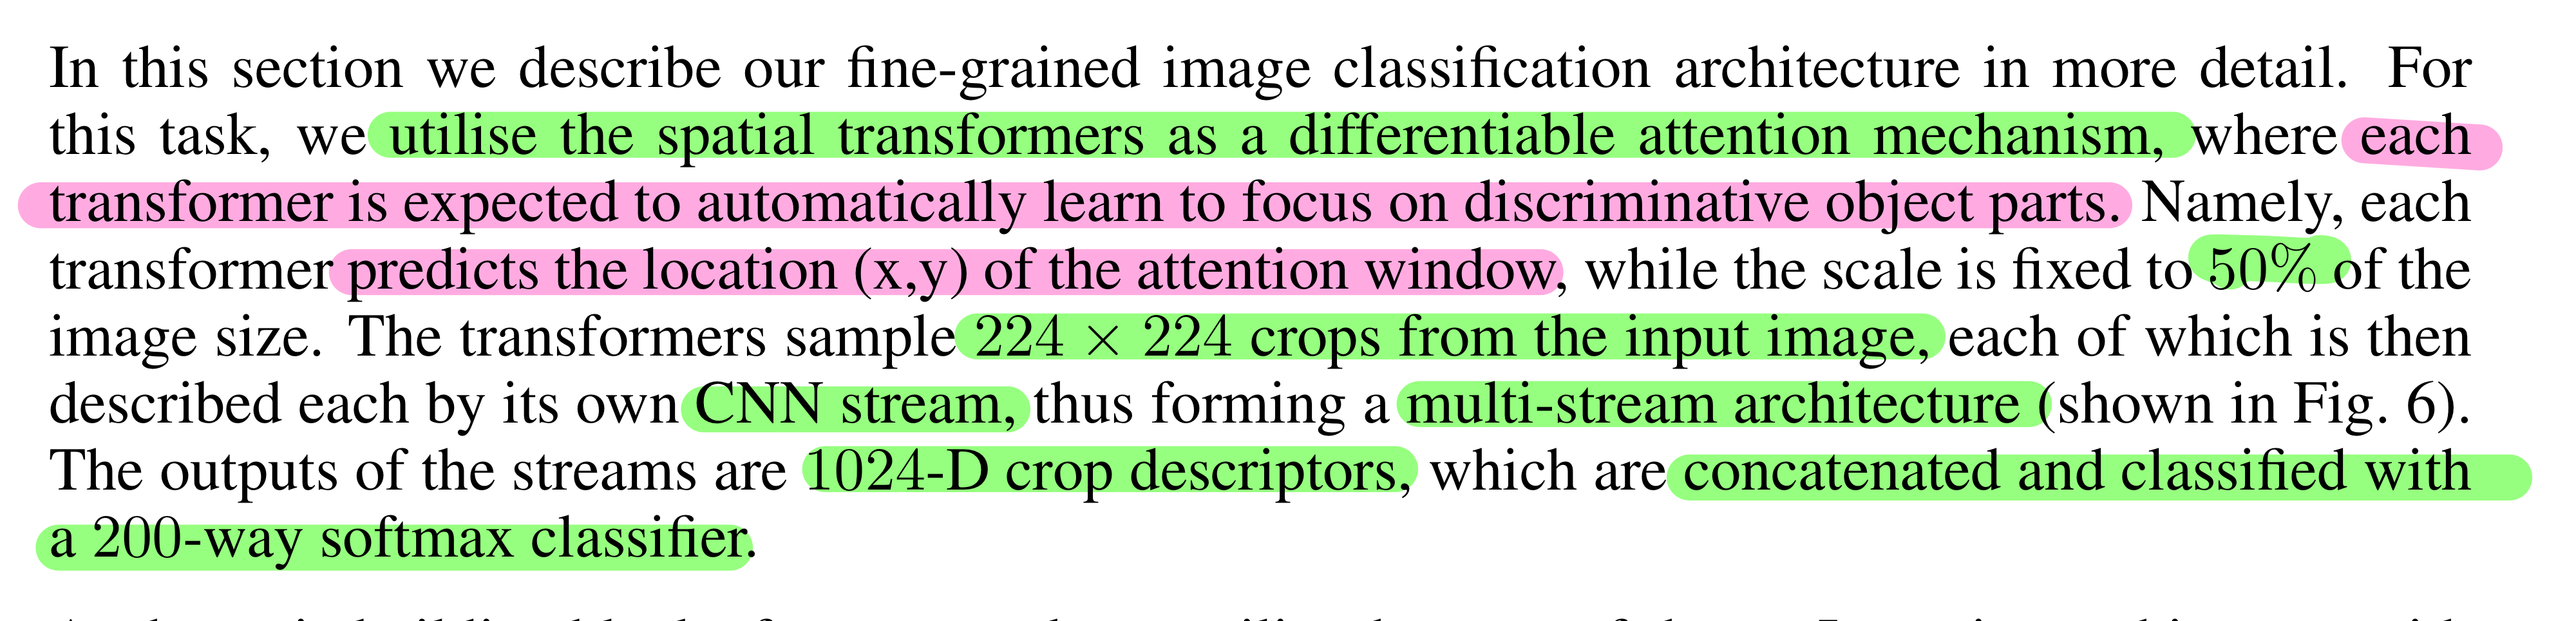 In this section we describe our fine-grained image classification architecture in more detail. For
this task, we utilise the spatial transformers as a differentiable attention mechanism, where each
transformer is expected to automatically learn to focus on discriminative object parts. Namely, each
transformer predicts the location (x,y) of the attention window, while the scale is fixed to 50% of the
image size. The transformers sample 224 × 224 crops from the input image, each of which is then
described each by its own CNN stream, thus forming a multi-stream architecture (shown in Fig. 6).
The outputs of the streams are 1024-D crop descriptors, which are concatenated and classified with
a 200-way softmax classifier.